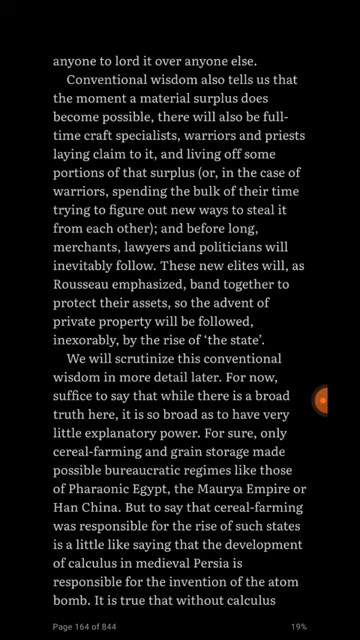 anyone to lord it over anyone else.
Conventional wisdom also tells us that
the moment a material surplus does
become possible, there will also be full-
time craft specialists, warriors and priests
laying claim to it, and living off some
portions of that surplus (or, in the case of
warriors, spending the bulk of their time
trying to figure out new ways to steal it
from each other); and before long,
merchants, lawyers and politicians will
inevitably follow. These new elites will, as
Rousseau emphasized, band together to
protect their assets, so the advent of
private property will be followed,
inexorably, by the rise of ‘the state’.
We will scrutinize this conventional
wisdom in more detail later. For now,
suffice to say that while there is a broad
truth here, it is so broad as to have very
little explanatory power. For sure, only
cereal-farming and grain storage made
possible bureaucratic regimes like those
of Pharaonic Egypt, the Maurya Empire or
Han China. But to say that cereal-farming
was responsible for the rise of such states
is a little like saying that the development
of calculus in medieval Persia is
responsible for the invention of the atom
bomb. It is true that without calculus
Page 164 of 844
19%